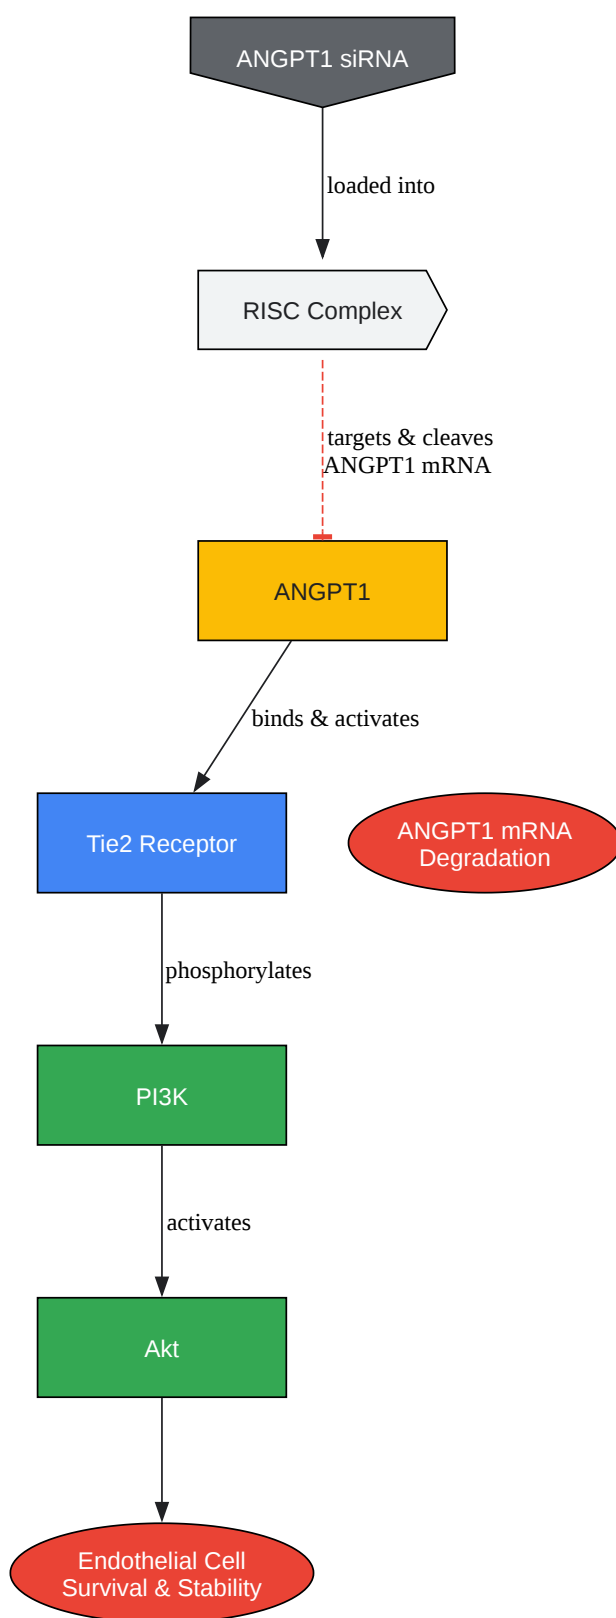 ANGPT1 siRNA
loaded into
RISC Complex
targets & cleaves
ANGPT1 mRNA
ANGPT1
binds & activates
Tie2 Receptor
ANGPT1 mRNA
Degradation
phosphorylates
PI3K
activates
Akt
Endothelial Cell
Survival & Stability